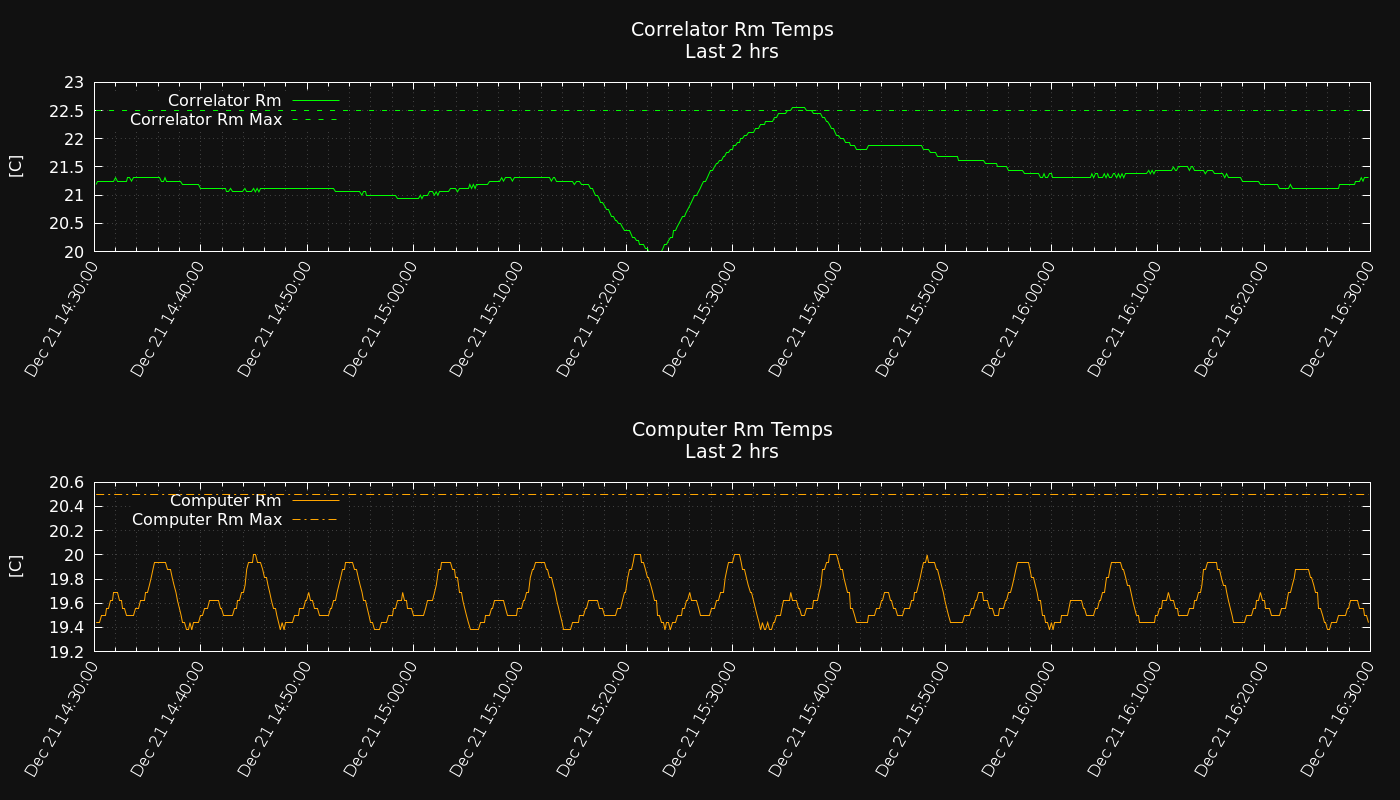 Correlator Rm Temps
Last 2 hrs
[C]
23
22.5
22
21.5
21
20.5
20
Correlator Rm
Correlator Rm Max
Dec 21 14:30:00
Dec 21 14:40:00
Dec 21 14:50:00
Dec 21 15:00:00
Dec 21 15:10:00
Dec 21 15:20:00
Dec 21 15:30:00
Dec 21 15:40:00
Dec 21 15:50:00
Dec 21 16:00:00
Dec 21 16:10:00
Dec 21 16:20:00
Dec 21 16:30:00
Computer Rm Temps
Last 2 hrs
[C]
20.6
20.4
20.2
20
19.8
19.6
19.4
19.2
Computer Rm
Computer Rm Max
Dec 21 14:30:00
Dec 21 14:40:00
Dec 21 14:50:00
Dec 21 15:00:00
Dec 21 15:10:00
Dec 21 15:20:00
Dec 21 15:30:00
Dec 21 15:40:00
Dec 21 15:50:00
Dec 21 16:00:00
Dec 21 16:10:00
Dec 21 16:20:00
Dec 21 16:30:00